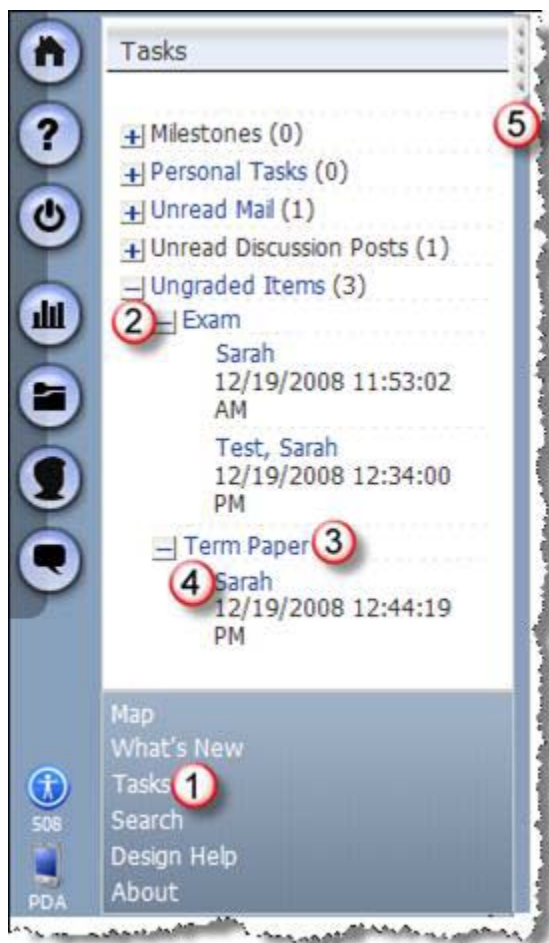 Tasks
5
Milestones (0)
Personal Tasks (0)
Unread Mail (1)
Unread Discussion Posts (1)
Ungraded Items (3)
2 Exam
Sarah
12/19/2008 11:53:02
AM
Test, Sarah
12/19/2008 12:34:00
PM
Term Paper 3
4 Sarah
12/19/2008 12:44:19
PM
Map
What's New
Tasks 1
Search
Design Help
About
508
PDA